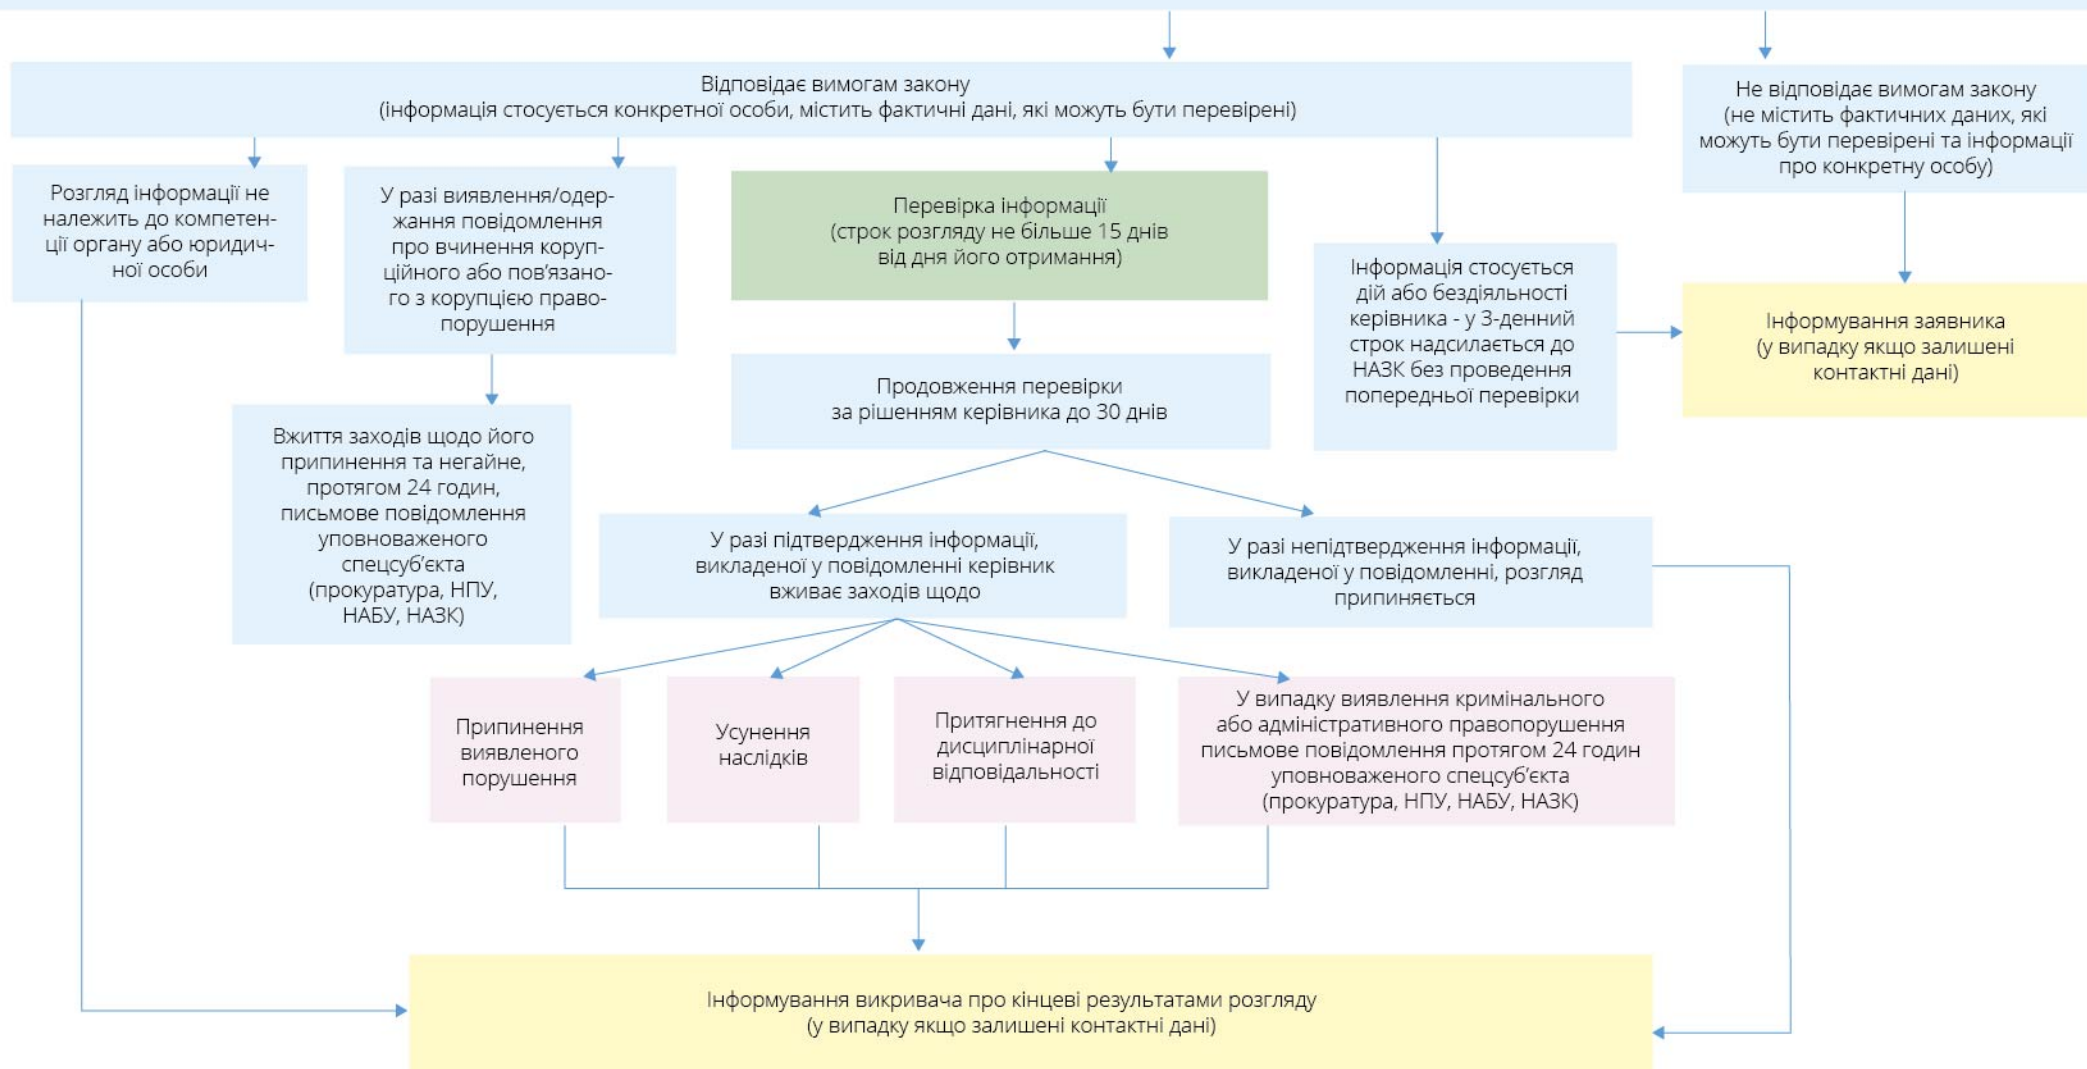 Відповідає вимогам закону
(інформація стосується конкретної особи, містить фактичні дані, які можуть бути перевірені)
Не відповідає вимогам закону
(не містить фактичних даних, які
можуть бути перевірені та інформації
про конкретну особу)
Розгляд інформації не
належить до компетен-
ції органу або юридич-
ної особи
У разі виявлення/одер-
жання повідомлення
про вчинення коруп-
ційного або пов’язано-
го з корупцією право-
порушення
Перевірка інформації
(строк розгляду не більше 15 днів
від дня його отримання)
Інформація стосується
дій або бездіяльності
керівника - у 3-денний
строк надсилається до
НАЗК без проведення
попередньої перевірки
Інформування заявника
(у випадку якщо залишені
контактні дані)
Продовження перевірки
за рішенням керівника до 30 днів
Вжиття заходів щодо його
припинення та негайне,
протягом 24 годин,
письмове повідомлення
уповноваженого
спецсуб’єкта
(прокуратура, НПУ,
НАБУ, НАЗК)
У разі підтвердження інформації,
викладеної у повідомленні керівник
вживає заходів щодо
У разі непідтвердження інформації,
викладеної у повідомленні, розгляд
припиняється
Припинення
виявленого
порушення
Усунення
наслідків
Притягнення до
дисциплінарної
відповідальності
У випадку виявлення кримінального
або адміністративного правопорушення
письмове повідомлення протягом 24 годин
уповноваженого спецсуб’єкта
(прокуратура, НПУ, НАБУ, НАЗК)
Інформування викривача про кінцеві результатами розгляду
(у випадку якщо залишені контактні дані)